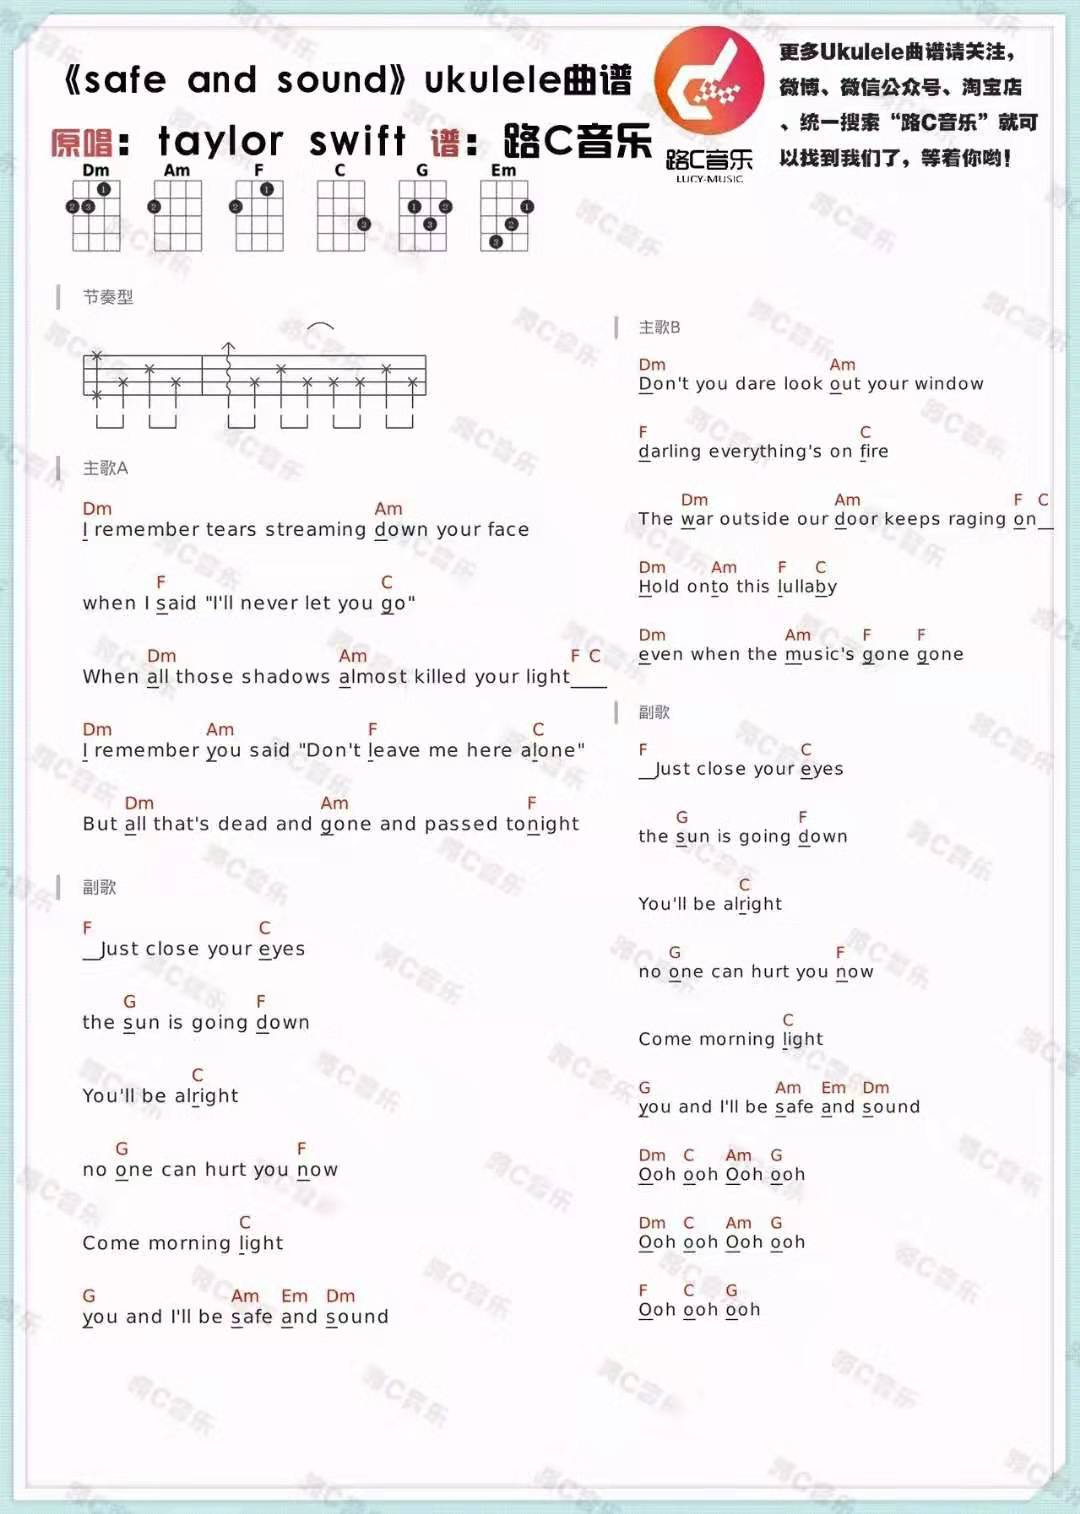 《safe and sound》ukulele曲谱
原唱：taylor swift 谱：路C音乐
路C音乐
LUCY-MUSIC
更多Ukulele曲谱请关注，
微博、微信公众号、淘宝店
、统一搜索“路C音乐”就可
以找到我们了，等着你哟！
Dm Am F C G Em
节奏型
主歌A
Dm Am
I remember tears streaming down your face
F C
when I said "I'll never let you go"
Dm Am F C
When all those shadows almost killed your light
Dm Am F C
I remember you said "Don't leave me here alone"
Dm Am F
But all that's dead and gone and passed tonight
副歌
F C
Just close your eyes
G F
the sun is going down
C
You'll be alright
G F
no one can hurt you now
C
Come morning light
G Am Em Dm
you and I'll be safe and sound
主歌B
Dm Am
Don't you dare look out your window
F C
darling everything's on fire
Dm Am F C
The war outside our door keeps raging on
Dm Am F C
Hold onto this lullaby
Dm Am F F
even when the music's gone gone
副歌
F C
Just close your eyes
G F
the sun is going down
C
You'll be alright
G F
no one can hurt you now
C
Come morning light
G Am Em Dm
you and I'll be safe and sound
Dm C Am G
Ooh ooh Ooh ooh
Dm C Am G
Ooh ooh Ooh ooh
F C G
Ooh ooh ooh